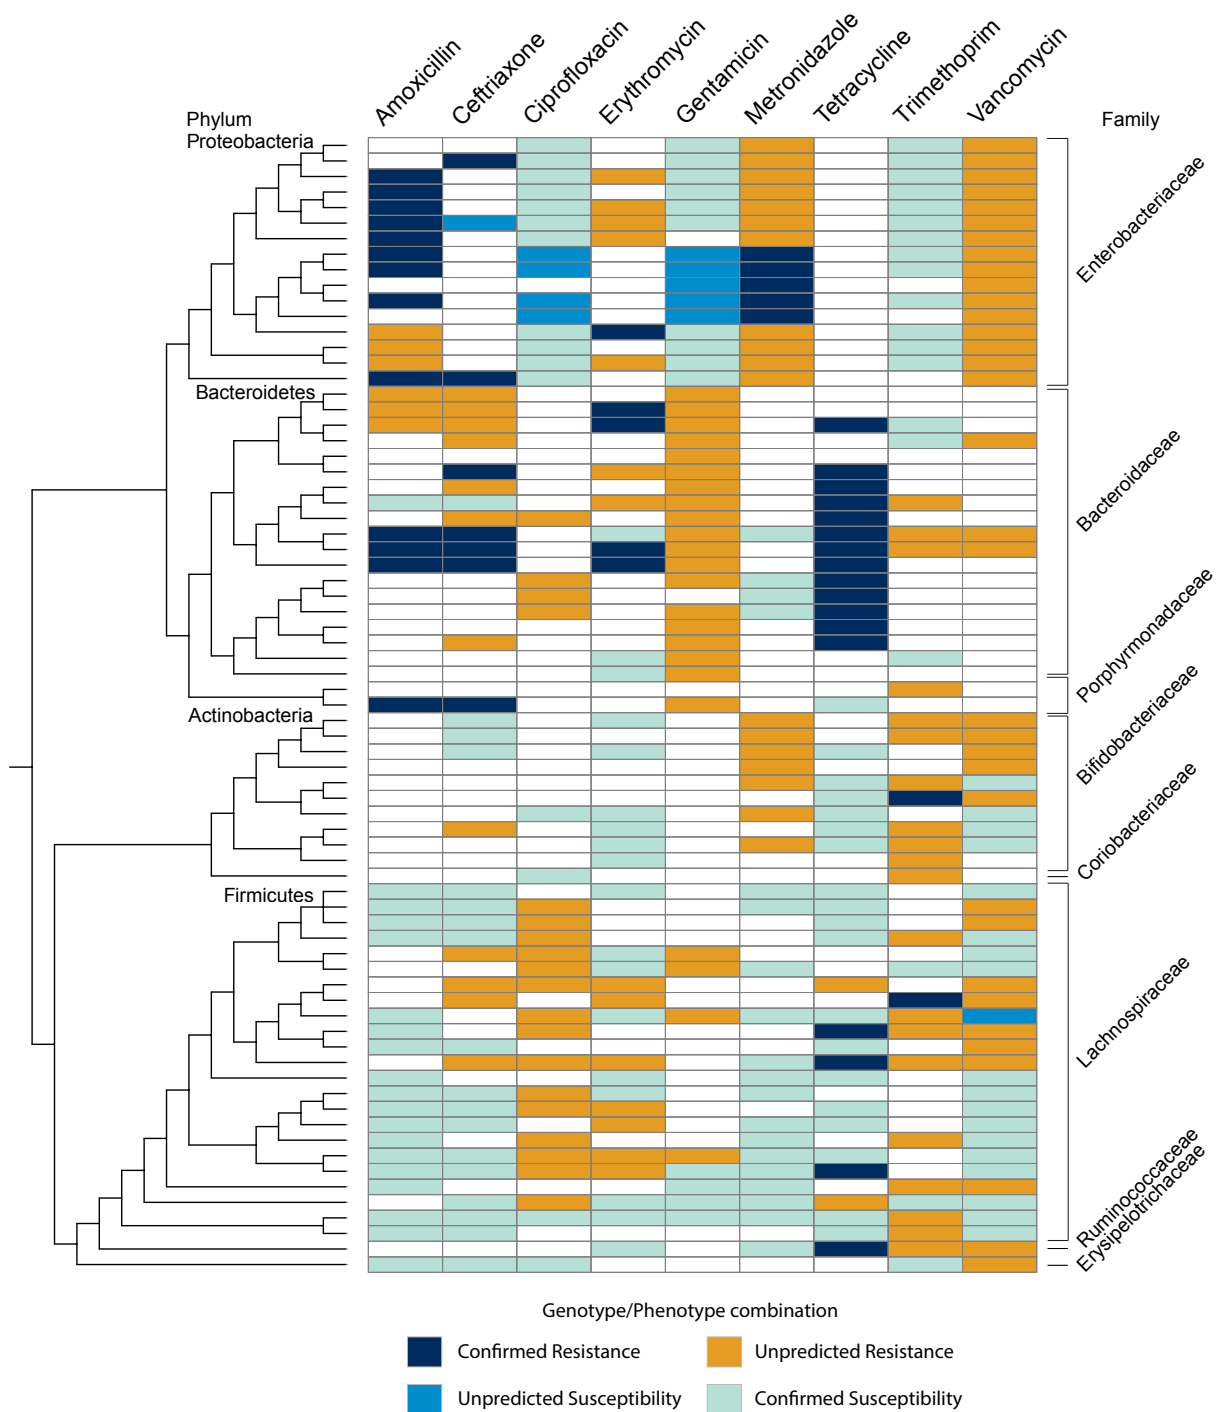 Amoxicillin
Ceftriaxone
Ciprofloxacin
Erythromycin
Gentamicin
Metronidazole
Tetracycline
Trimethoprim
Vancomycin
Phylum
Family
Proteobacteria
Enterobacteriaceae
Bacteroidetes
Bacteroidaceae
Porphyrmonadaceae
Actinobacteria
Bifidobacteriaceae
Coriobacteriaceae
Firmicutes
Lachnospiraceae
Ruminococcaceae
Erysipelotrichaceae
Genotype/Phenotype combination
Confirmed Resistance
Unpredicted Resistance
Unpredicted Susceptibility
Confirmed Susceptibility